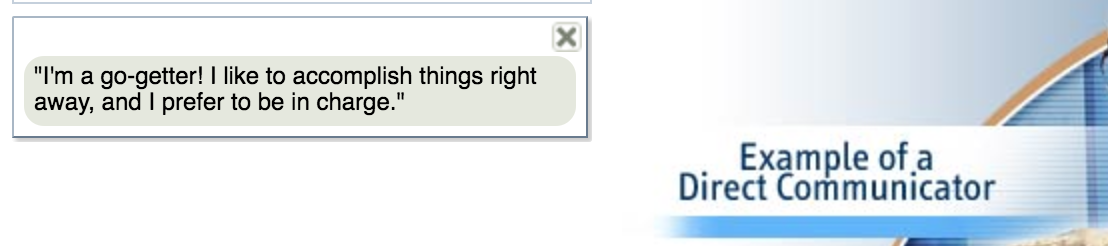 "I'm a go-getter! I like to accomplish things right
away, and I prefer to be in charge."
Example of a
Direct Communicator